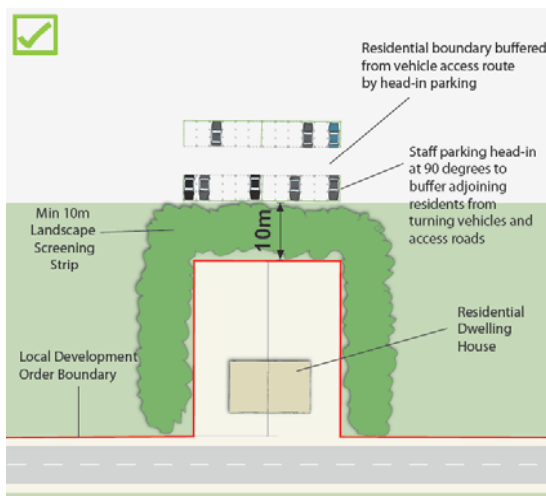 Residential boundary buffered
from vehicle access route
by head-in parking
Staff parking head-in
at 90 degrees to
buffer adjoining
residents from
turning vehicles and
access roads
Min 10m
Landscape
Screening
Strip
10m
Residential
Dwelling
House
Local Development
Order Boundary